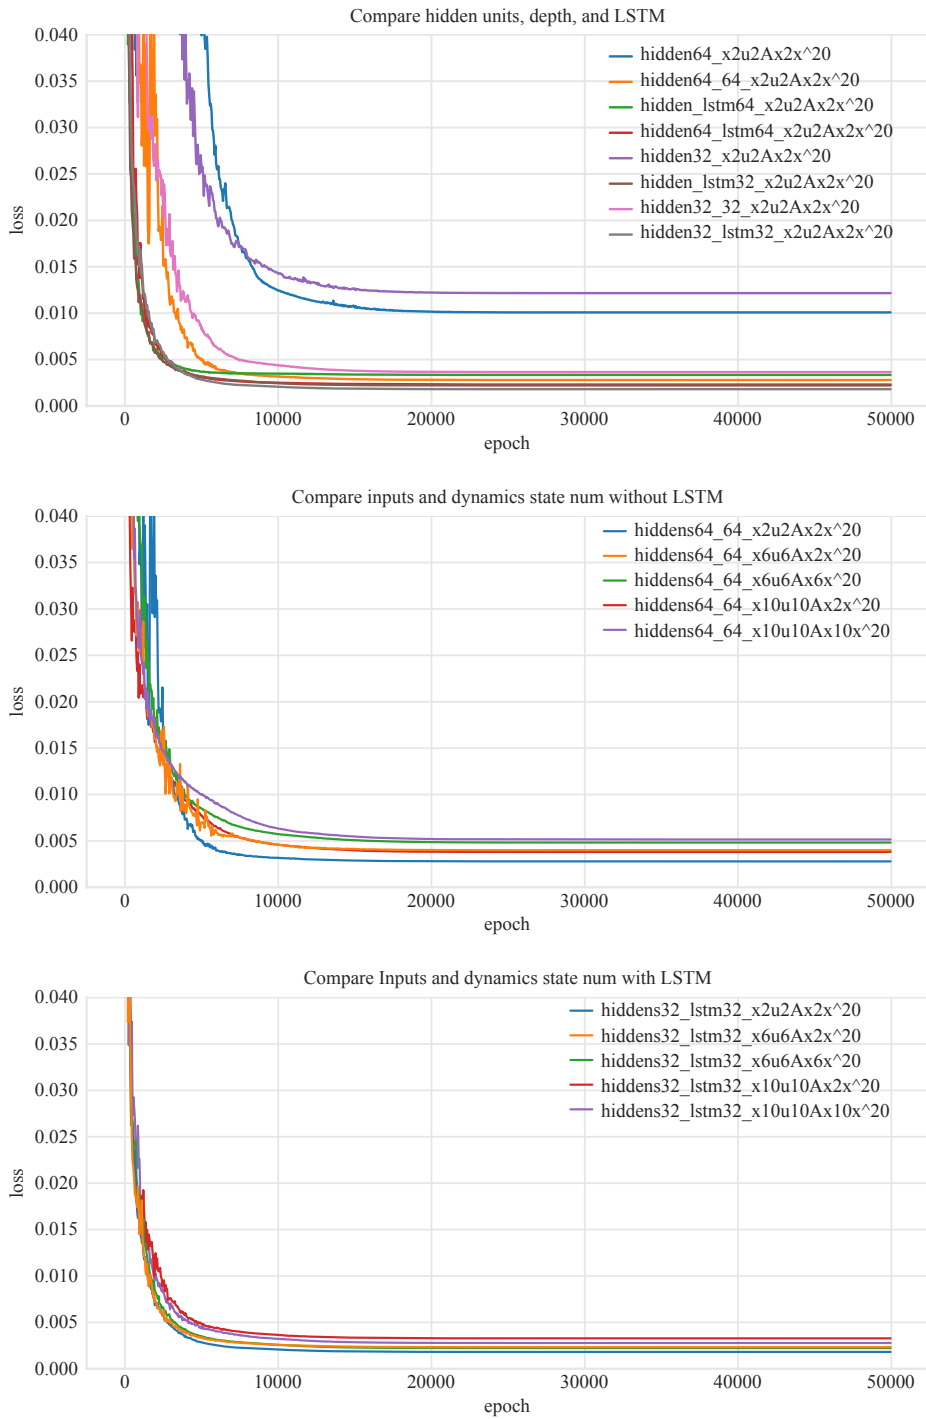 Compare hidden units, depth, and LSTM
0.040
0.035
0.030
0.025
0.020
0.015
0.010
0.005
0.000
loss
hidden64_x2u2Ax2x^20
hidden64_64_x2u2Ax2x^20
hidden_lstm64_x2u2Ax2x^20
hidden64_lstm64_x2u2Ax2x^20
hidden32_x2u2Ax2x^20
hidden_lstm32_x2u2Ax2x^20
hidden32_32_x2u2Ax2x^20
hidden32_lstm32_x2u2Ax2x^20
0 10000 20000 30000 40000 50000
epoch
Compare inputs and dynamics state num without LSTM
0.040
0.035
0.030
0.025
0.020
0.015
0.010
0.005
0.000
loss
hiddens64_64_x2u2Ax2x^20
hiddens64_64_x6u6Ax2x^20
hiddens64_64_x6u6Ax6x^20
hiddens64_64_x10u10Ax2x^20
hiddens64_64_x10u10Ax10x^20
0 10000 20000 30000 40000 50000
epoch
Compare Inputs and dynamics state num with LSTM
0.040
0.035
0.030
0.025
0.020
0.015
0.010
0.005
0.000
loss
hiddens32_lstm32_x2u2Ax2x^20
hiddens32_lstm32_x6u6Ax2x^20
hiddens32_lstm32_x6u6Ax6x^20
hiddens32_lstm32_x10u10Ax2x^20
hiddens32_lstm32_x10u10Ax10x^20
0 10000 20000 30000 40000 50000
epoch